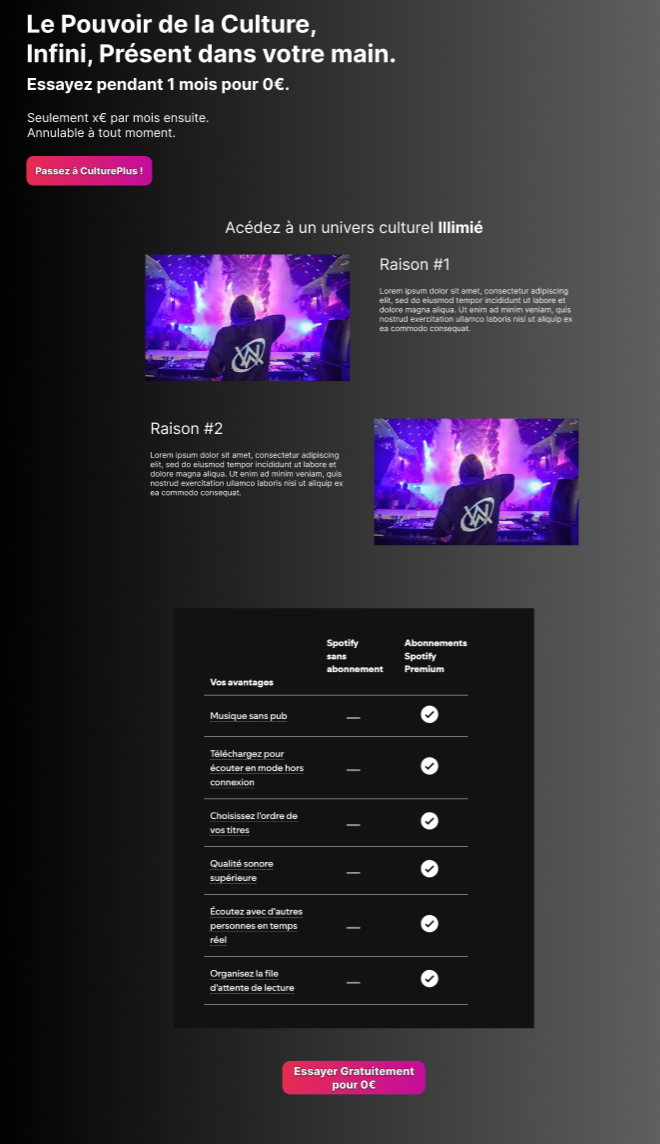 Le Pouvoir de la Culture,
Infini, Présent dans votre main.
Essayez pendant 1 mois pour 0€.
Seulement x€ par mois ensuite.
Annulable à tout moment.
Passez à CulturePlus !
Acédez à un univers culturel Illimié
Raison #1
Lorem ipsum dolor sit amet, consectetur adipiscing
elit, sed do eiusmod tempor incididunt ut labore et
dolore magna aliqua. Ut enim ad minim veniam, quis
nostrud exercitation ullamco laboris nisi ut aliquip ex
ea commodo consequat.
Raison #2
Lorem ipsum dolor sit amet, consectetur adipiscing
elit, sed do eiusmod tempor incididunt ut labore et
dolore magna aliqua. Ut enim ad minim veniam, quis
nostrud exercitation ullamco laboris nisi ut aliquip ex
ea commodo consequat.
Spotify
sans
abonnement
Abonnements
Spotify
Premium
Vos avantages
Musique sans pub
Téléchargez pour
écouter en mode hors
connexion
Choisissez l'ordre de
vos titres
Qualité sonore
supérieure
Écoutez avec d'autres
personnes en temps
réel
Organisez la file
d'attente de lecture
Essayer Gratuitement
pour 0€